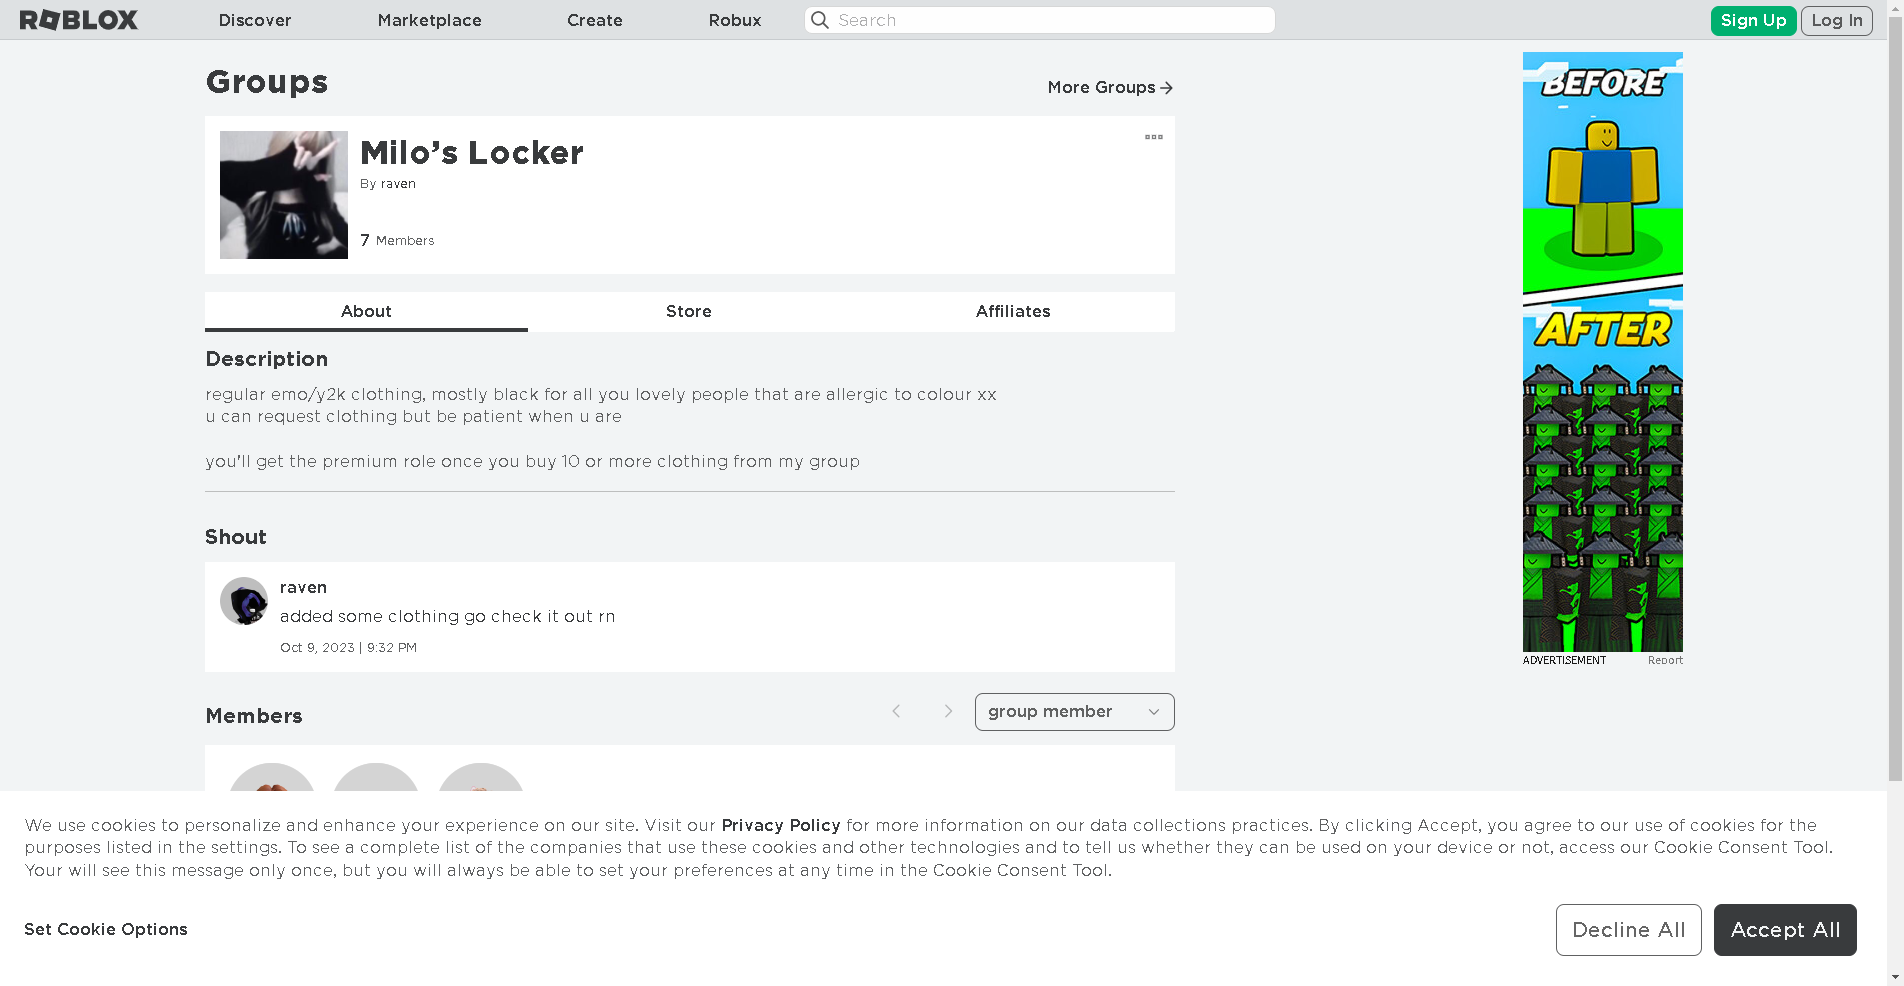 ROBLOX Discover Marketplace Create Robux Search Sign Up Log In
Groups
More Groups
Milo's Locker
By raven
7 Members
About Store Affiliates
Description
regular emo/y2k clothing, mostly black for all you lovely people that are allergic to colour xx
u can request clothing but be patient when u are
you'll get the premium role once you buy 10 or more clothing from my group
Shout
raven
added some clothing go check it out rn
Oct 9, 2023 | 9:32 PM
Members
group member
BEFORE
AFTER
ADVERTISEMENT Report
We use cookies to personalize and enhance your experience on our site. Visit our Privacy Policy for more information on our data collections practices. By clicking Accept, you agree to our use of cookies for the
purposes listed in the settings. To see a complete list of the companies that use these cookies and other technologies and to tell us whether they can be used on your device or not, access our Cookie Consent Tool.
Your will see this message only once, but you will always be able to set your preferences at any time in the Cookie Consent Tool.
Set Cookie Options
Decline All Accept All